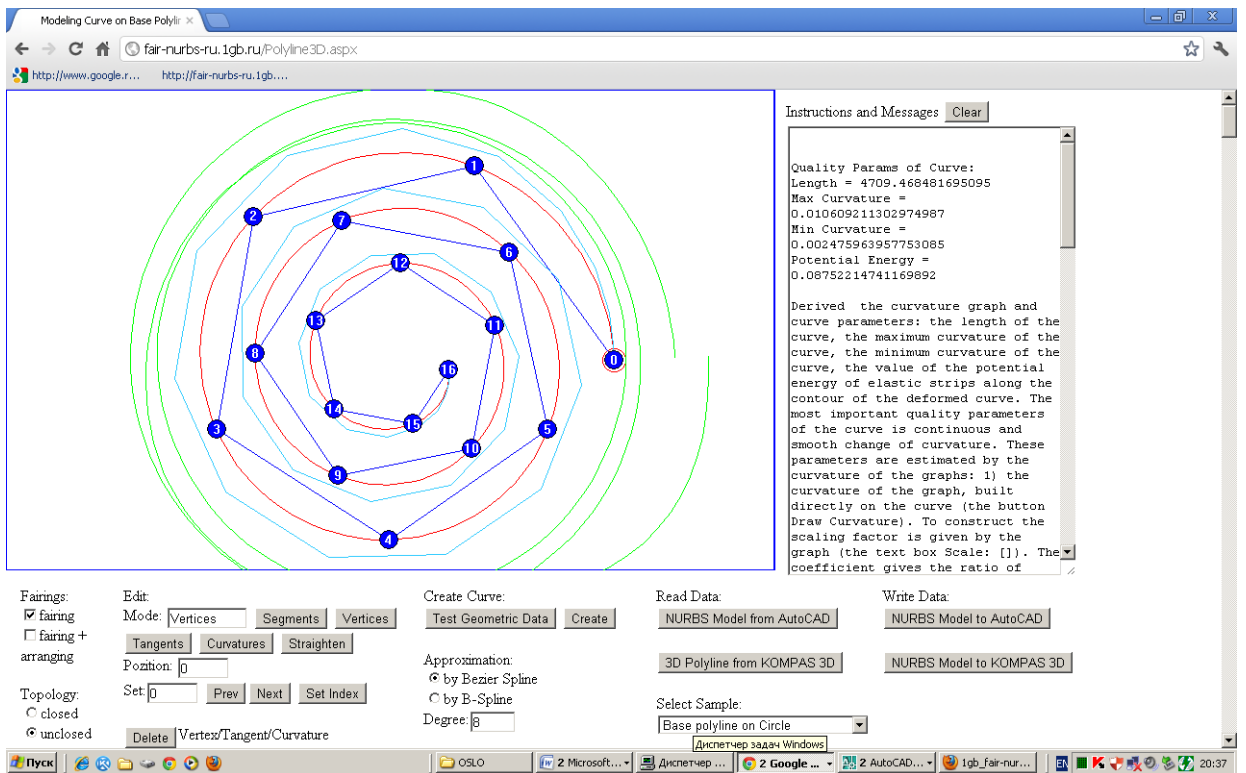 Modeling Curve on Base Polylir
fair-nurbs-ru.1gb.ru/Polyline3D.aspx
http://www.google.r... http://fair-nurbs-ru.1gb....
Instructions and Messages Clear
Quality Params of Curve:
Length = 4709.468481695095
Max Curvature =
0.010609211302974987
Min Curvature =
0.002475963957753085
Potential Energy =
0.08752214741169892
Derived the curvature graph and
curve parameters: the length of the
curve, the maximum curvature of the
curve, the minimum curvature of the
curve, the value of the potential
energy of elastic strips along the
contour of the deformed curve. The
most important quality parameters
of the curve is continuous and
smooth change of curvature. These
parameters are estimated by the
curvature of the graphs: 1) the
curvature of the graph, built
directly on the curve (the button
Draw Curvature). To construct the
scaling factor is given by the
graph (the text box Scale: []). The
coefficient gives the ratio of
1
2
7
6
12
13
11
8
16
0
14
15
3
5
10
9
4
Fairings:
fairing
fairing +
arranging
Topology:
closed
unclosed
Edit:
Mode: Vertices Segments Vertices
Tangents Curvatures Straighten
Pozition: 0
Set: 0 Prev Next Set Index
Delete Vertex/Tangent/Curvature
Create Curve:
Test Geometric Data Create
Approximation:
by Bezier Spline
by B-Spline
Degree: 8
Read Data:
NURBS Model from AutoCAD
3D Polyline from KOMPAS 3D
Select Sample:
Base polyline on Circle
Write Data:
NURBS Model to AutoCAD
NURBS Model to KOMPAS 3D
Диспетчер задач Windows
Пуск OSLO 2 Microsoft... Диспетчер ... 2 Google ... 2 AutoCAD... 1gb_fair-nur... EN 20:37